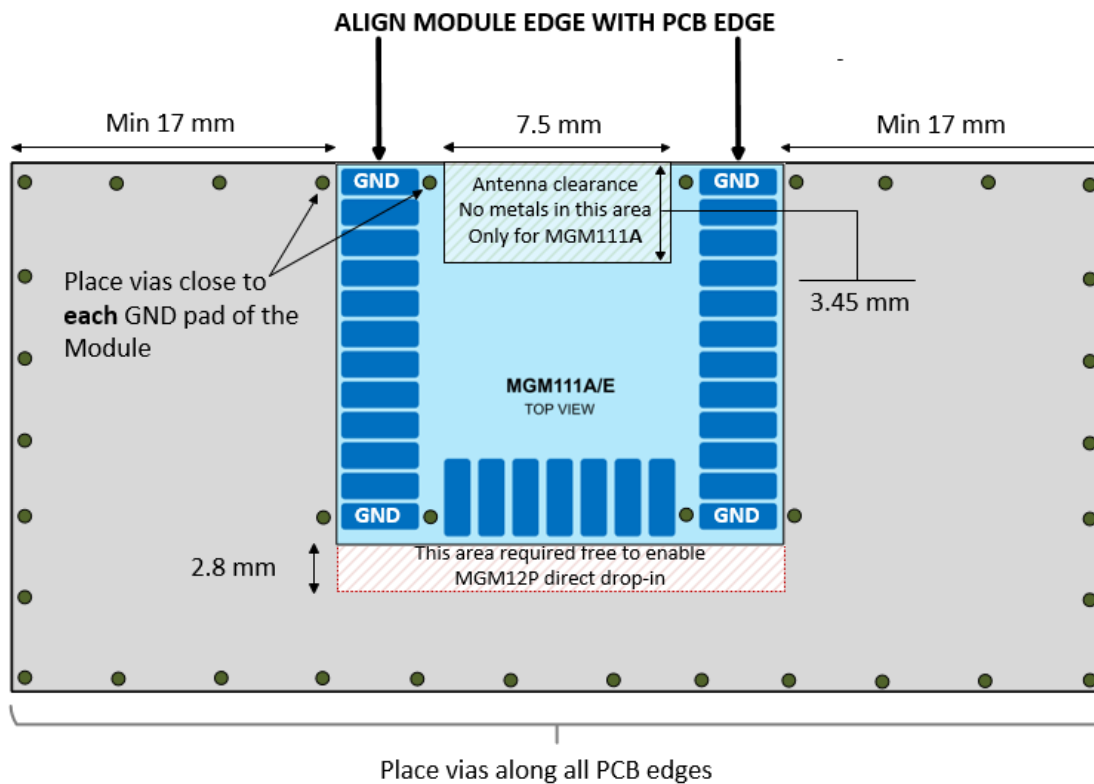 ALIGN MODULE EDGE WITH PCB EDGE
-
Min 17 mm
7.5 mm
Min 17 mm
GND
Antenna clearance
No metals in this area
Only for MGM111A
GND
Place vias close to
each GND pad of the
Module
3.45 mm
MGM111A/E
TOP VIEW
GND
GND
2.8 mm
This area required free to enable
MGM12P direct drop-in
Place vias along all PCB edges